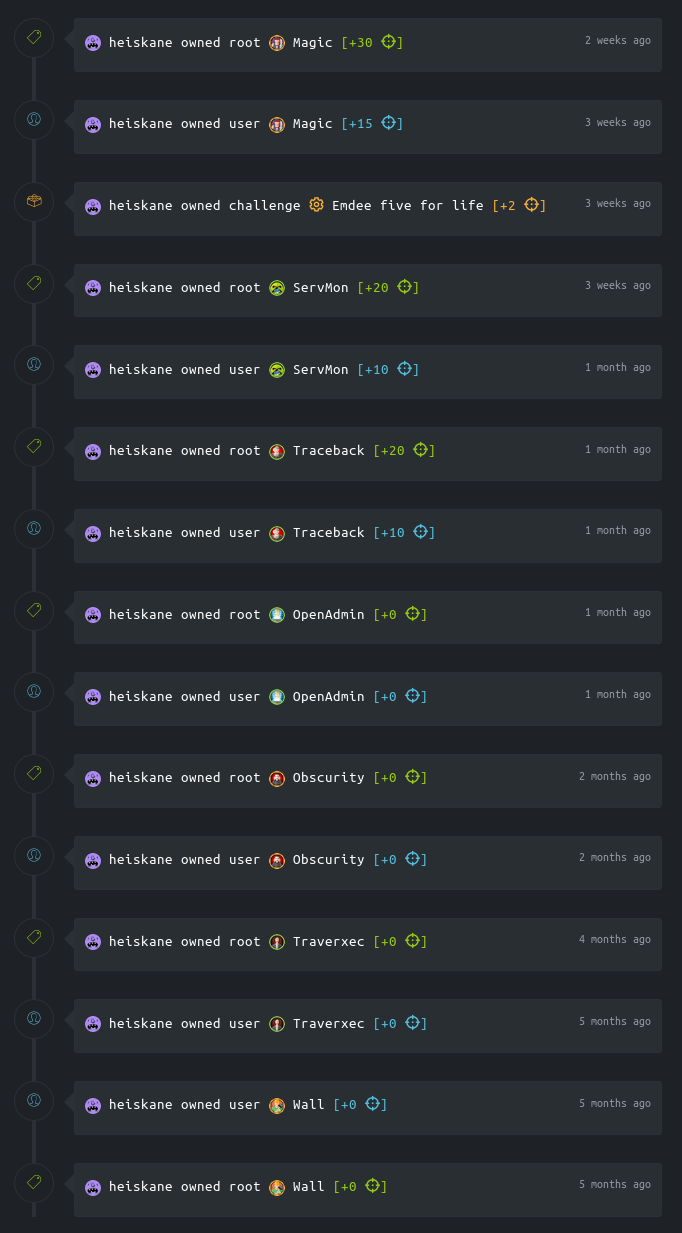 heiskane owned root Magic [+30 ] 2 weeks ago
heiskane owned user Magic [+15 ] 3 weeks ago
heiskane owned challenge Emdee five for life [+2 ] 3 weeks ago
heiskane owned root ServMon [+20 ] 3 weeks ago
heiskane owned user ServMon [+10 ] 1 month ago
heiskane owned root Traceback [+20 ] 1 month ago
heiskane owned user Traceback [+10 ] 1 month ago
heiskane owned root OpenAdmin [+0 ] 1 month ago
heiskane owned user OpenAdmin [+0 ] 1 month ago
heiskane owned root Obscurity [+0 ] 2 months ago
heiskane owned user Obscurity [+0 ] 2 months ago
heiskane owned root Traverxec [+0 ] 4 months ago
heiskane owned user Traverxec [+0 ] 5 months ago
heiskane owned user Wall [+0 ] 5 months ago
heiskane owned root Wall [+0 ] 5 months ago